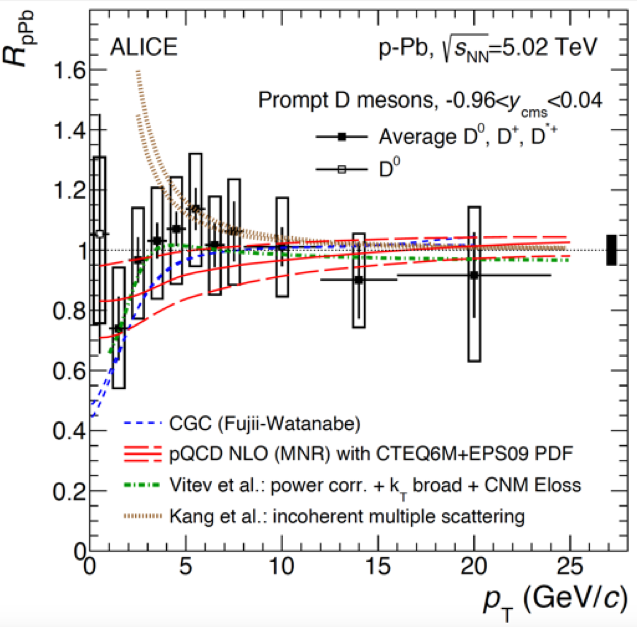 R_pPb
ALICE
p-Pb, √s_NN=5.02 TeV
Prompt D mesons, -0.96<y_cms<0.04
Average D⁰, D⁺, D*⁺
D⁰
1.6
1.4
1.2
1
0.8
0.6
0.4
0.2
0
CGC (Fujii-Watanabe)
pQCD NLO (MNR) with CTEQ6M+EPS09 PDF
Vitev et al.: power corr. + k_T broad + CNM Eloss
Kang et al.: incoherent multiple scattering
0 5 10 15 20 25
p_T (GeV/c)